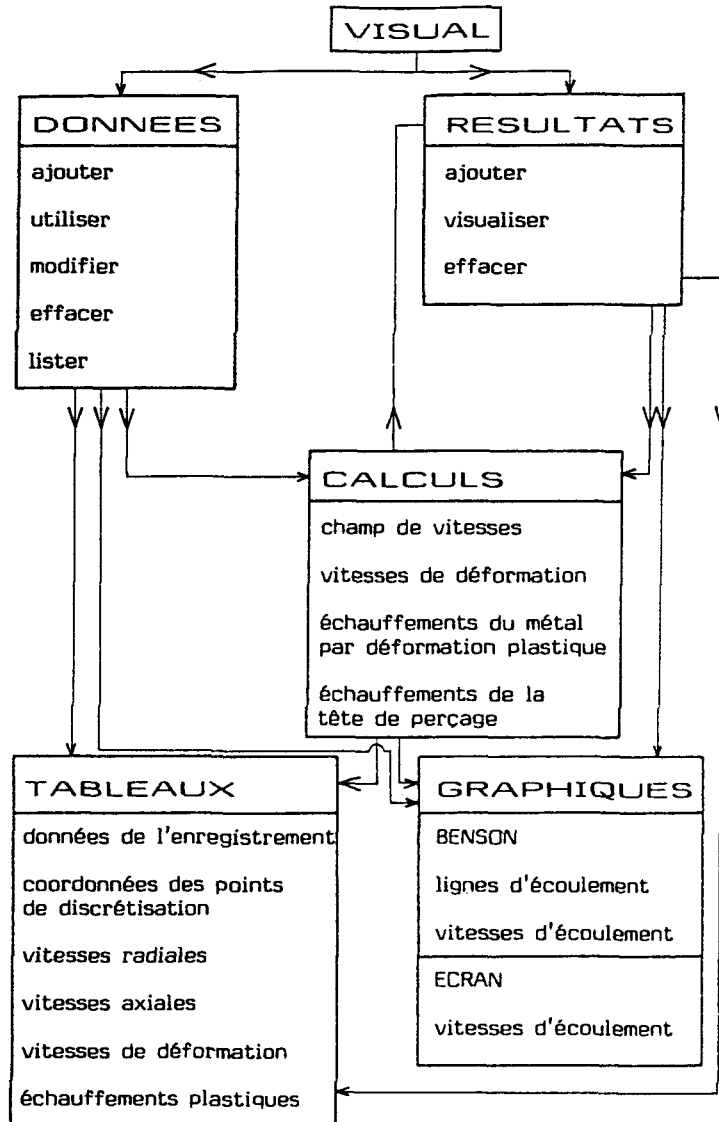 VISUAL
DONNEES
ajouter
utiliser
modifier
effacer
lister
RESULTATS
ajouter
visualiser
effacer
CALCULS
champ de vitesses
vitesses de déformation
échauffements du métal
par déformation plastique
échauffements de la
tête de perçage
TABLEAUX
données de l'enregistrement
coordonnées des points
de discrétisation
vitesses radiales
vitesses axiales
vitesses de déformation
échauffements plastiques
GRAPHIQUES
BENSON
lignes d'écoulement
vitesses d'écoulement
ECRAN
vitesses d'écoulement